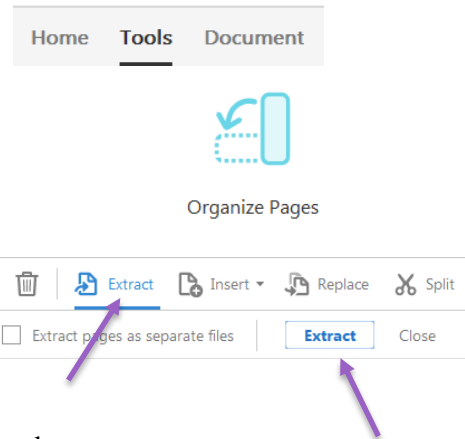 Home Tools Document
Organize Pages
Extract Insert Replace Split
Extract pages as separate files Extract Close